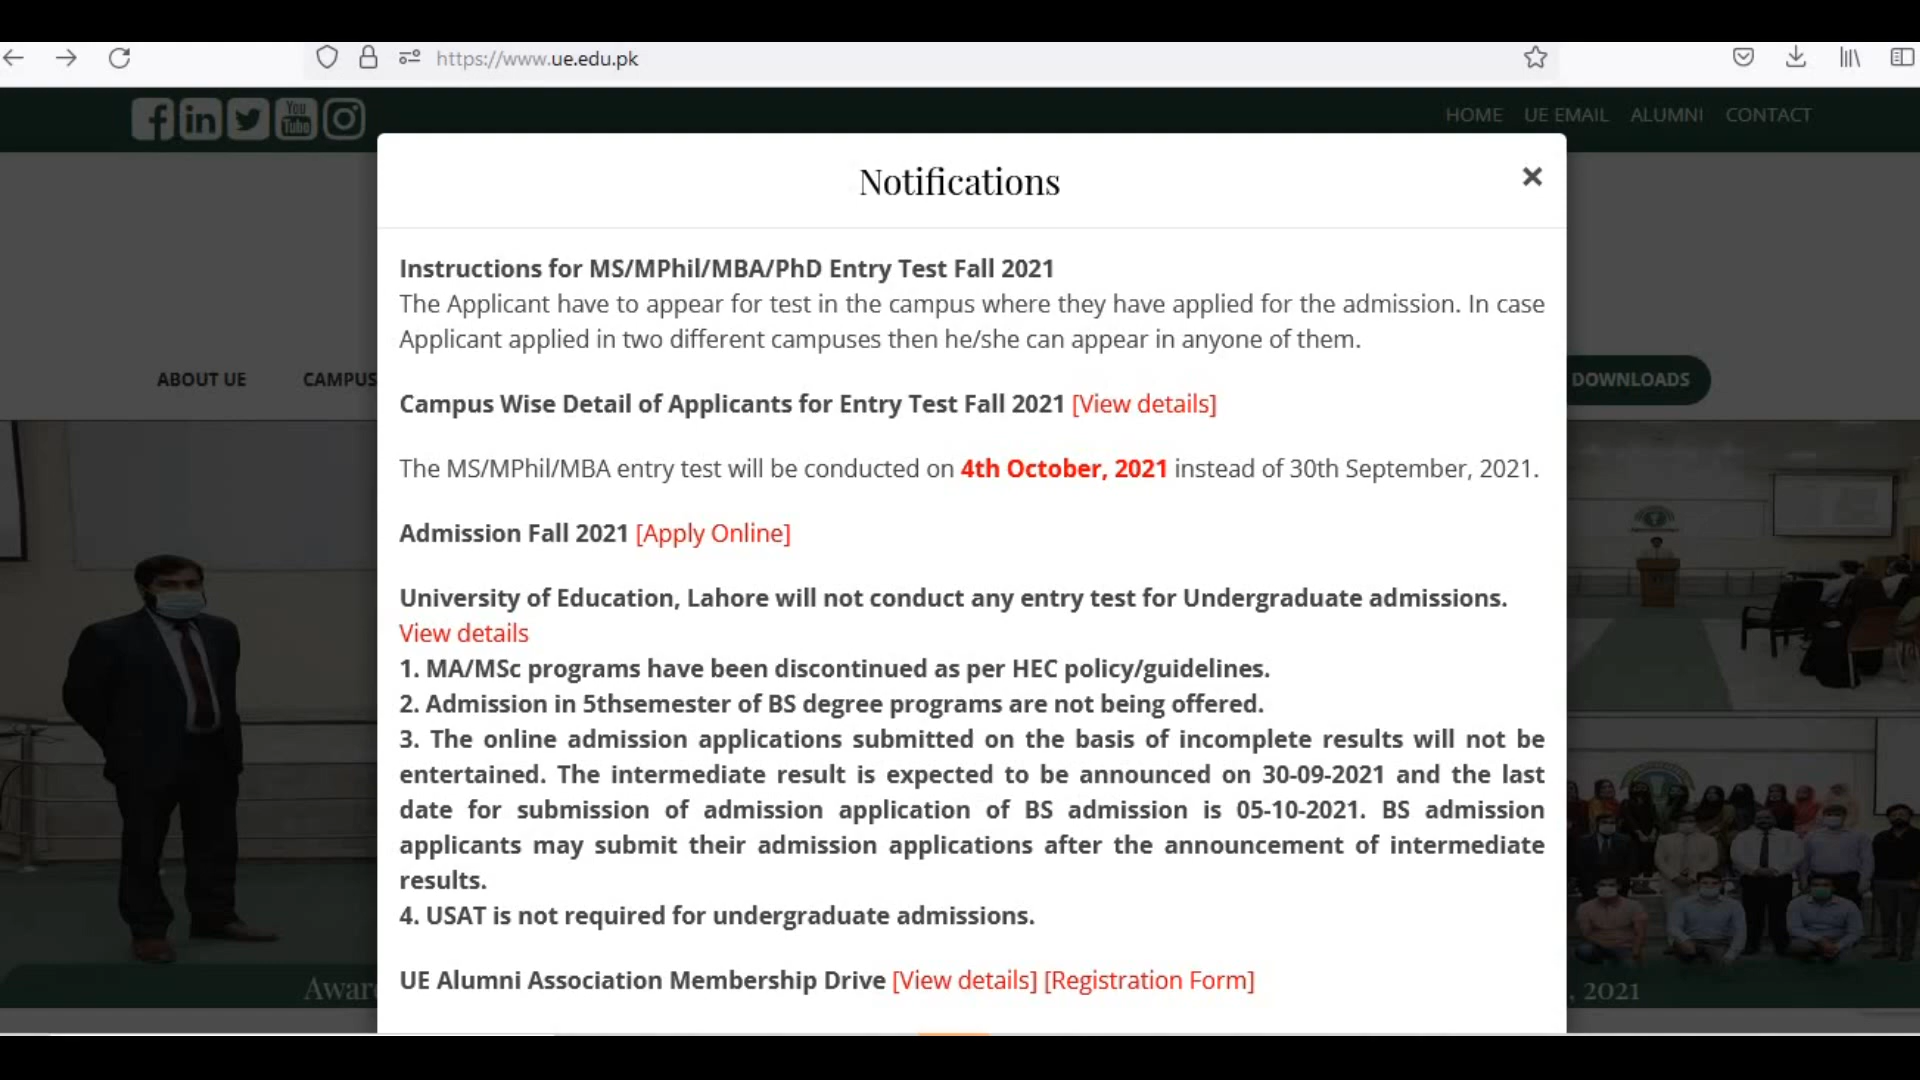 https://www.ue.edu.pk
You
Tube
HOME UE EMAIL ALUMNI CONTACT
Notifications
Instructions for MS/MPhil/MBA/PhD Entry Test Fall 2021
The Applicant have to appear for test in the campus where they have applied for the admission. In case
Applicant applied in two different campuses then he/she can appear in anyone of them.
ABOUT UE CAMPUS DOWNLOADS
Campus Wise Detail of Applicants for Entry Test Fall 2021 [View details]
The MS/MPhil/MBA entry test will be conducted on 4th October, 2021 instead of 30th September, 2021.
Admission Fall 2021 [Apply Online]
University of Education, Lahore will not conduct any entry test for Undergraduate admissions.
View details
1. MA/MSc programs have been discontinued as per HEC policy/guidelines.
2. Admission in 5thsemester of BS degree programs are not being offered.
3. The online admission applications submitted on the basis of incomplete results will not be
entertained. The intermediate result is expected to be announced on 30-09-2021 and the last
date for submission of admission application of BS admission is 05-10-2021. BS admission
applicants may submit their admission applications after the announcement of intermediate
results.
4. USAT is not required for undergraduate admissions.
UE Alumni Association Membership Drive [View details] [Registration Form]
, 2021